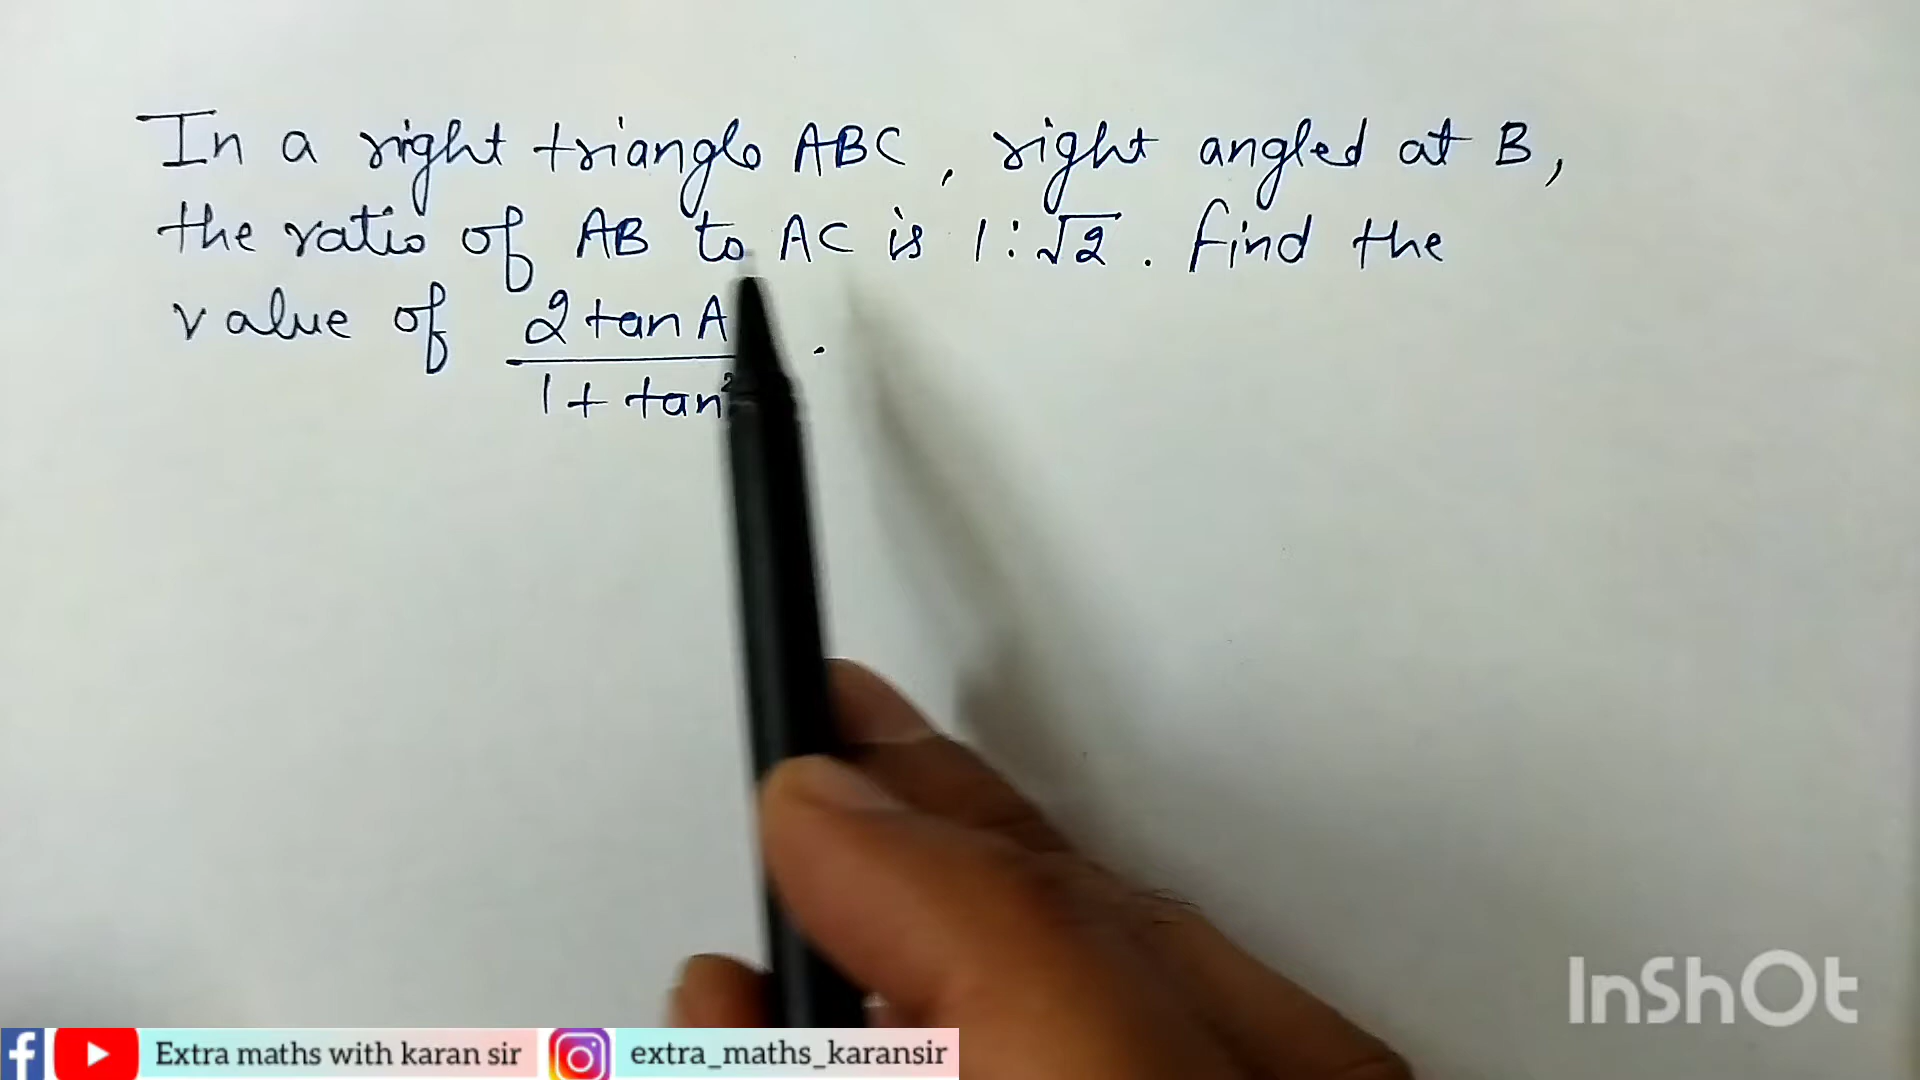 In a right triangle ABC, right angled at B,
the ratio of AB to AC is 1:√2. find the
value of 2 tan A
1 + tan²
.
InShOt
Extra maths with karan sir extra_maths_karansir